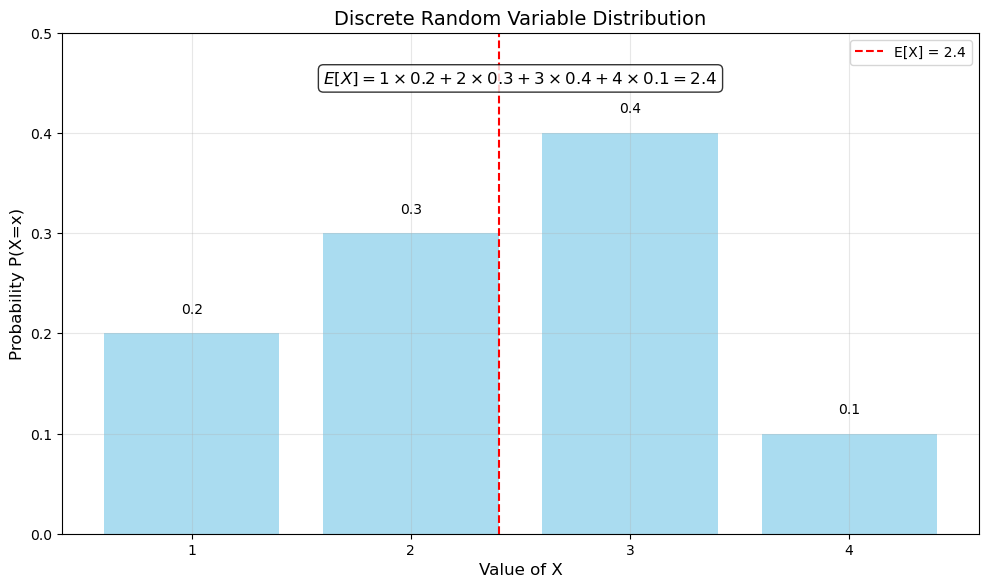 Discrete Random Variable Distribution
E[X] = 2.4
E[X] = 1 × 0.2 + 2 × 0.3 + 3 × 0.4 + 4 × 0.1 = 2.4
0.5
0.4
0.3
0.2
0.1
0.0
Probability P(X=x)
0.2
0.3
0.4
0.1
1
2
3
4
Value of X